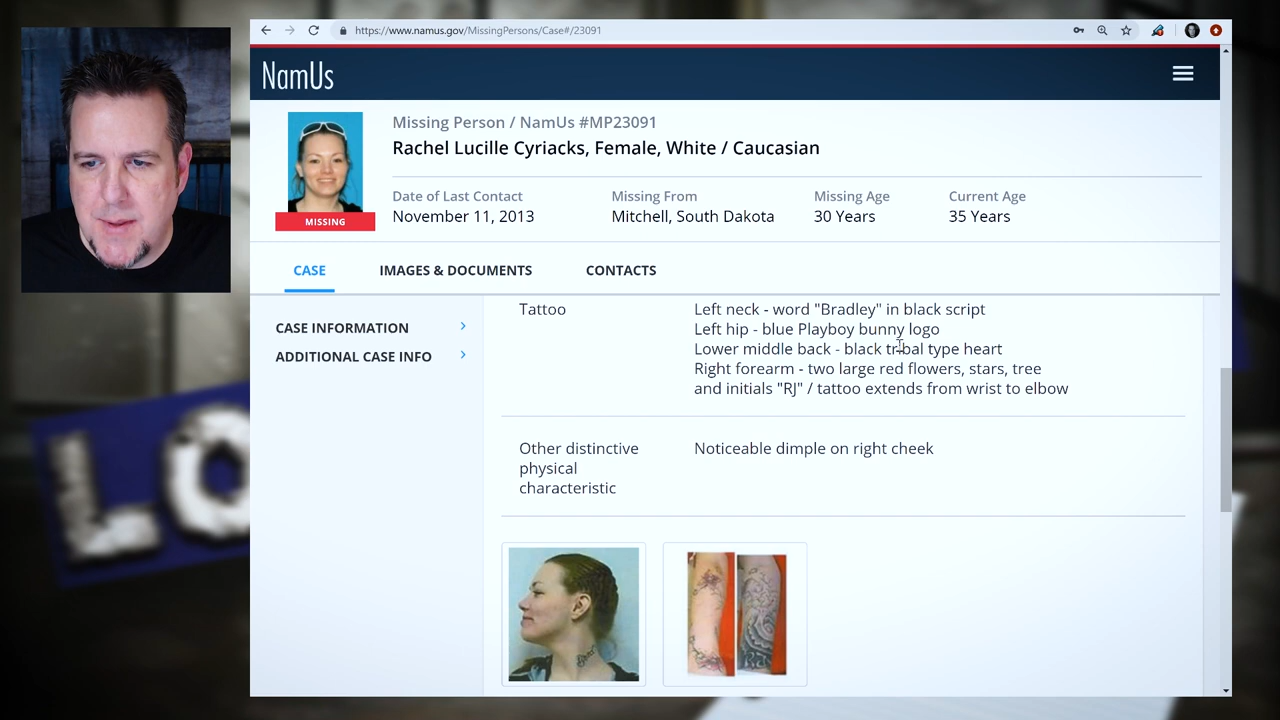 https://www.namus.gov/MissingPersons/Case#/23091
NamUs
Missing Person / NamUs #MP23091
Rachel Lucille Cyriacks, Female, White / Caucasian
Date of Last Contact
Missing From
Missing Age
Current Age
November 11, 2013
Mitchell, South Dakota
30 Years
35 Years
MISSING
CASE
IMAGES & DOCUMENTS
CONTACTS
CASE INFORMATION
ADDITIONAL CASE INFO
Tattoo
Left neck - word "Bradley" in black script
Left hip - blue Playboy bunny logo
Lower middle back - black tribal type heart
Right forearm - two large red flowers, stars, tree
and initials "RJ" / tattoo extends from wrist to elbow
Other distinctive
physical
characteristic
Noticeable dimple on right cheek
LO